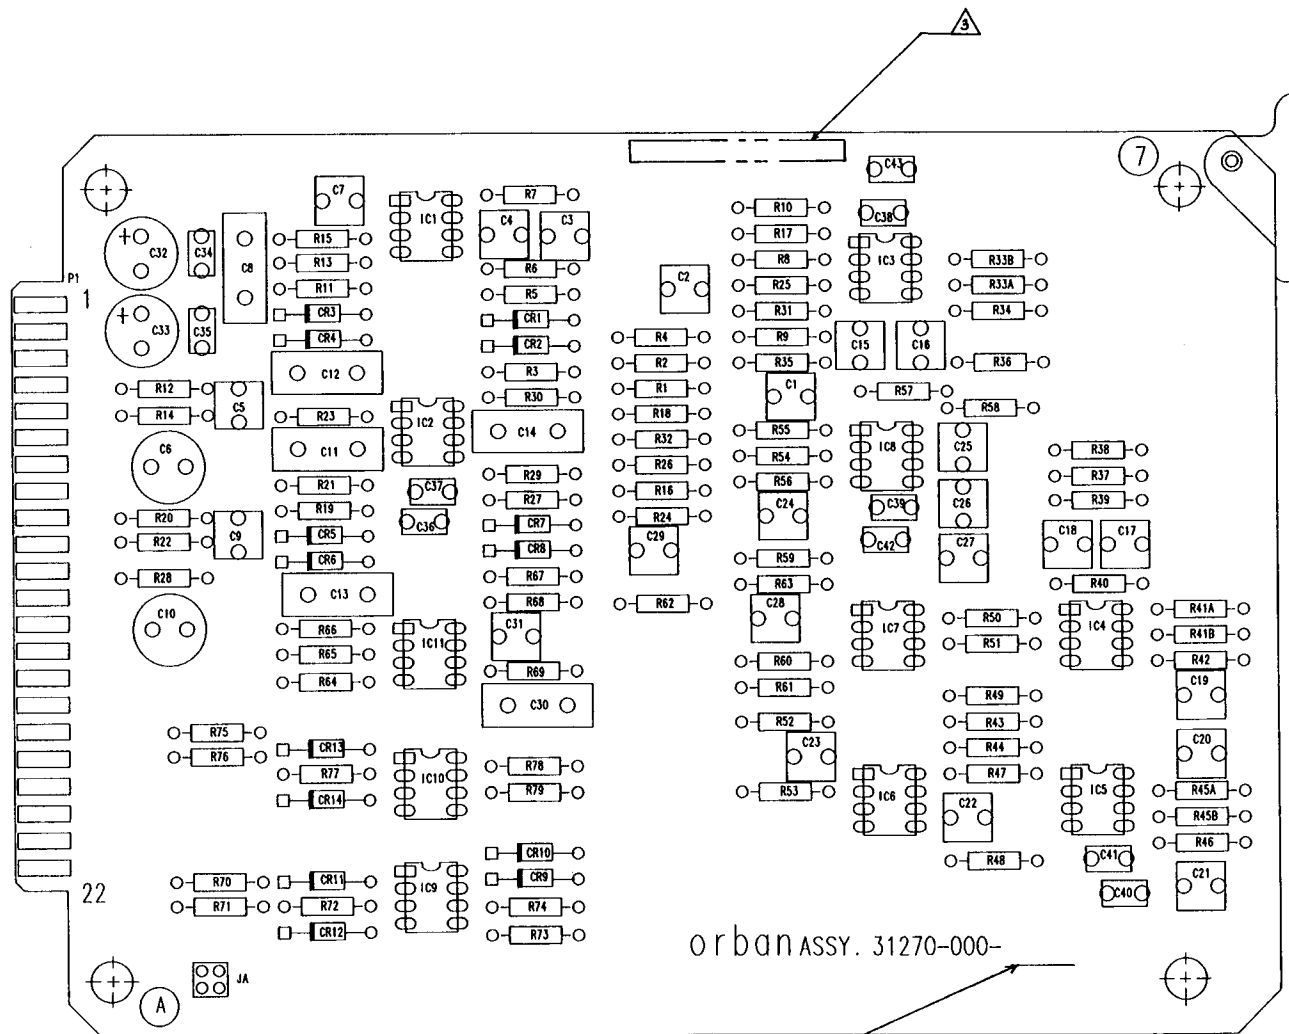 3
7
C43
C7
IC1
R7
R10
C38
C4
C3
R17
C32
C34
C8
R15
R13
R6
R8
IC3
R33B
P1
1
R11
R5
C2
R25
R33A
CR3
CR1
R31
R34
C33
C35
CR4
CR2
R4
R9
C15
C16
C12
R3
R2
R35
R36
R12
C5
R30
R1
C1
R57
R14
R23
IC2
C14
R18
R55
R58
C6
C11
R32
R54
IC8
C25
R38
R21
C37
R29
R26
R56
R37
R20
R19
C36
R27
R16
C24
C39
C26
R39
R22
C9
CR5
CR7
R24
C42
C27
C18
C17
CR6
CR8
C29
R59
R28
C13
R67
R63
R40
C10
R68
R62
C28
IC7
R50
IC4
R41A
R66
IC11
C31
R51
R41B
R65
R60
R42
R64
R69
R61
R49
C19
C30
R52
R43
R75
CR13
IC10
C23
R44
C20
R76
R77
R78
R47
CR14
R79
R53
IC6
C22
IC5
R45A
R45B
R46
CR10
R48
C41
22
R70
CR11
IC9
CR9
C40
C21
R71
R72
R74
CR12
R73
orban ASSY. 31270-000-
JA
A